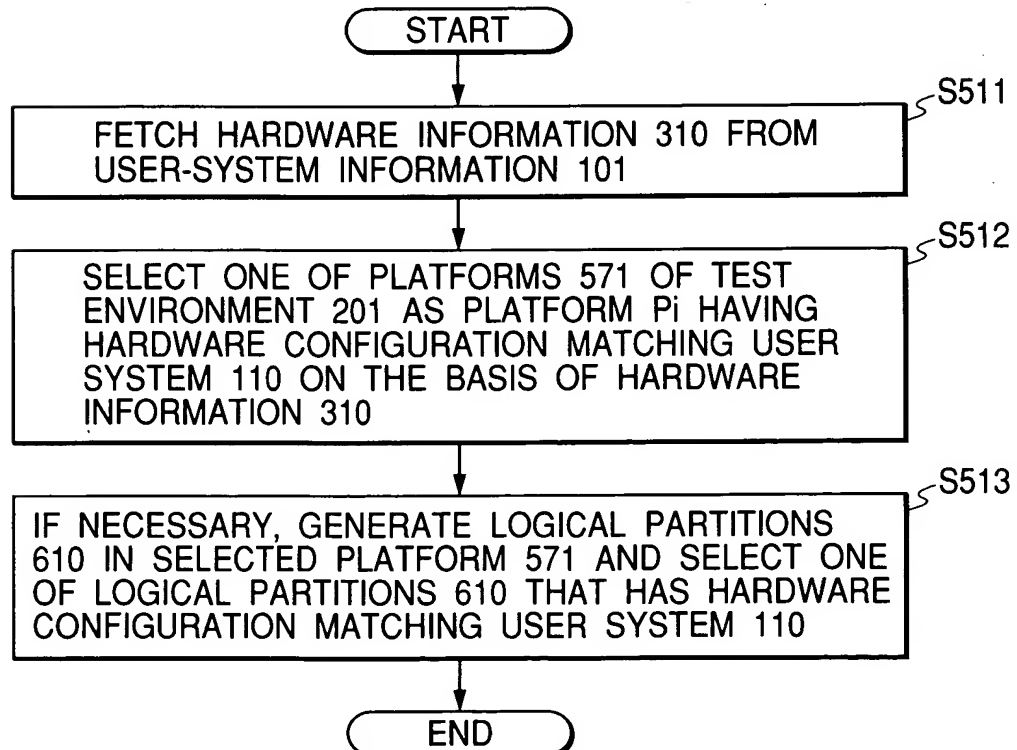 START
S511
FETCH HARDWARE INFORMATION 310 FROM
USER-SYSTEM INFORMATION 101
S512
SELECT ONE OF PLATFORMS 571 OF TEST
ENVIRONMENT 201 AS PLATFORM Pi HAVING
HARDWARE CONFIGURATION MATCHING USER
SYSTEM 110 ON THE BASIS OF HARDWARE
INFORMATION 310
S513
IF NECESSARY, GENERATE LOGICAL PARTITIONS
610 IN SELECTED PLATFORM 571 AND SELECT ONE
OF LOGICAL PARTITIONS 610 THAT HAS HARDWARE
CONFIGURATION MATCHING USER SYSTEM 110
END